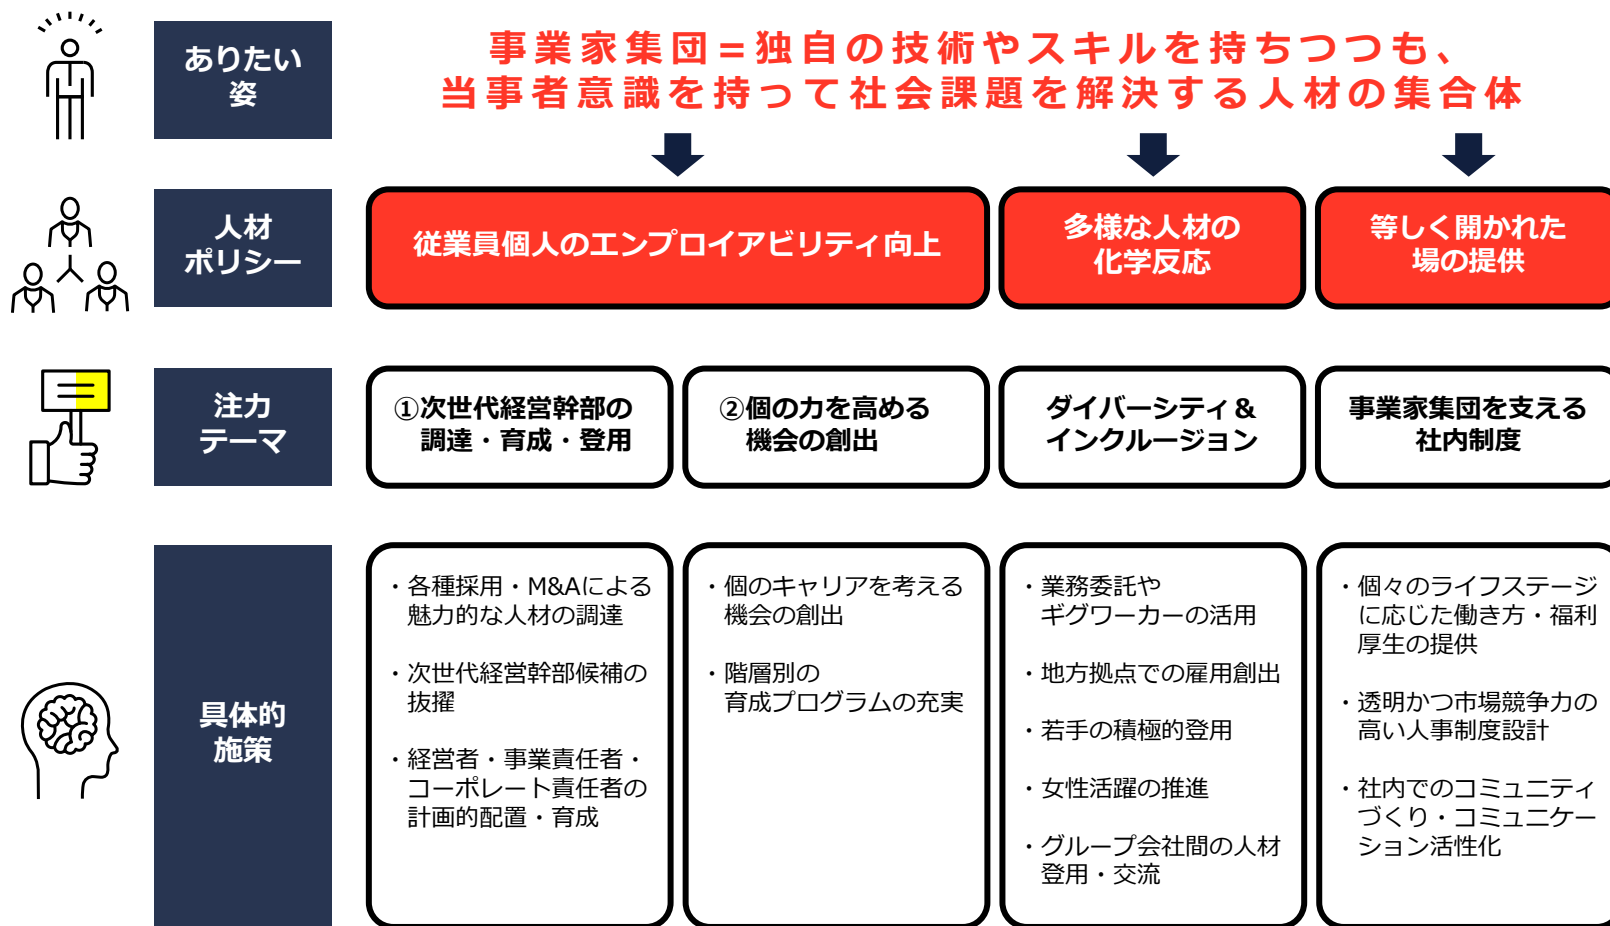 ありたい
姿
事業家集団=独自の技術やスキルを持ちつつも、
当事者意識を持って社会課題を解決する人材の集合体
人材
ポリシー
従業員個人のエンプロイアビリティ向上
多様な人材の
化学反応
等しく開かれた
場の提供
注力
テーマ
①次世代経営幹部の
調達・育成・登用
②個の力を高める
機会の創出
ダイバーシティ&
インクルージョン
事業家集団を支える
社内制度
具体的
施策
・各種採用・M&Aによる
魅力的な人材の調達
・次世代経営幹部候補の
抜擢
・経営者・事業責任者・
コーポレート責任者の
計画的配置・育成
・個のキャリアを考える
機会の創出
・階層別の
育成プログラムの充実
・業務委託や
ギグワーカーの活用
・地方拠点での雇用創出
・若手の積極的登用
・女性活躍の推進
・グループ会社間の人材
登用・交流
・個々のライフステージ
に応じた働き方・福利
厚生の提供
・透明かつ市場競争力の
高い人事制度設計
・社内でのコミュニティ
づくり・コミュニケー
ション活性化